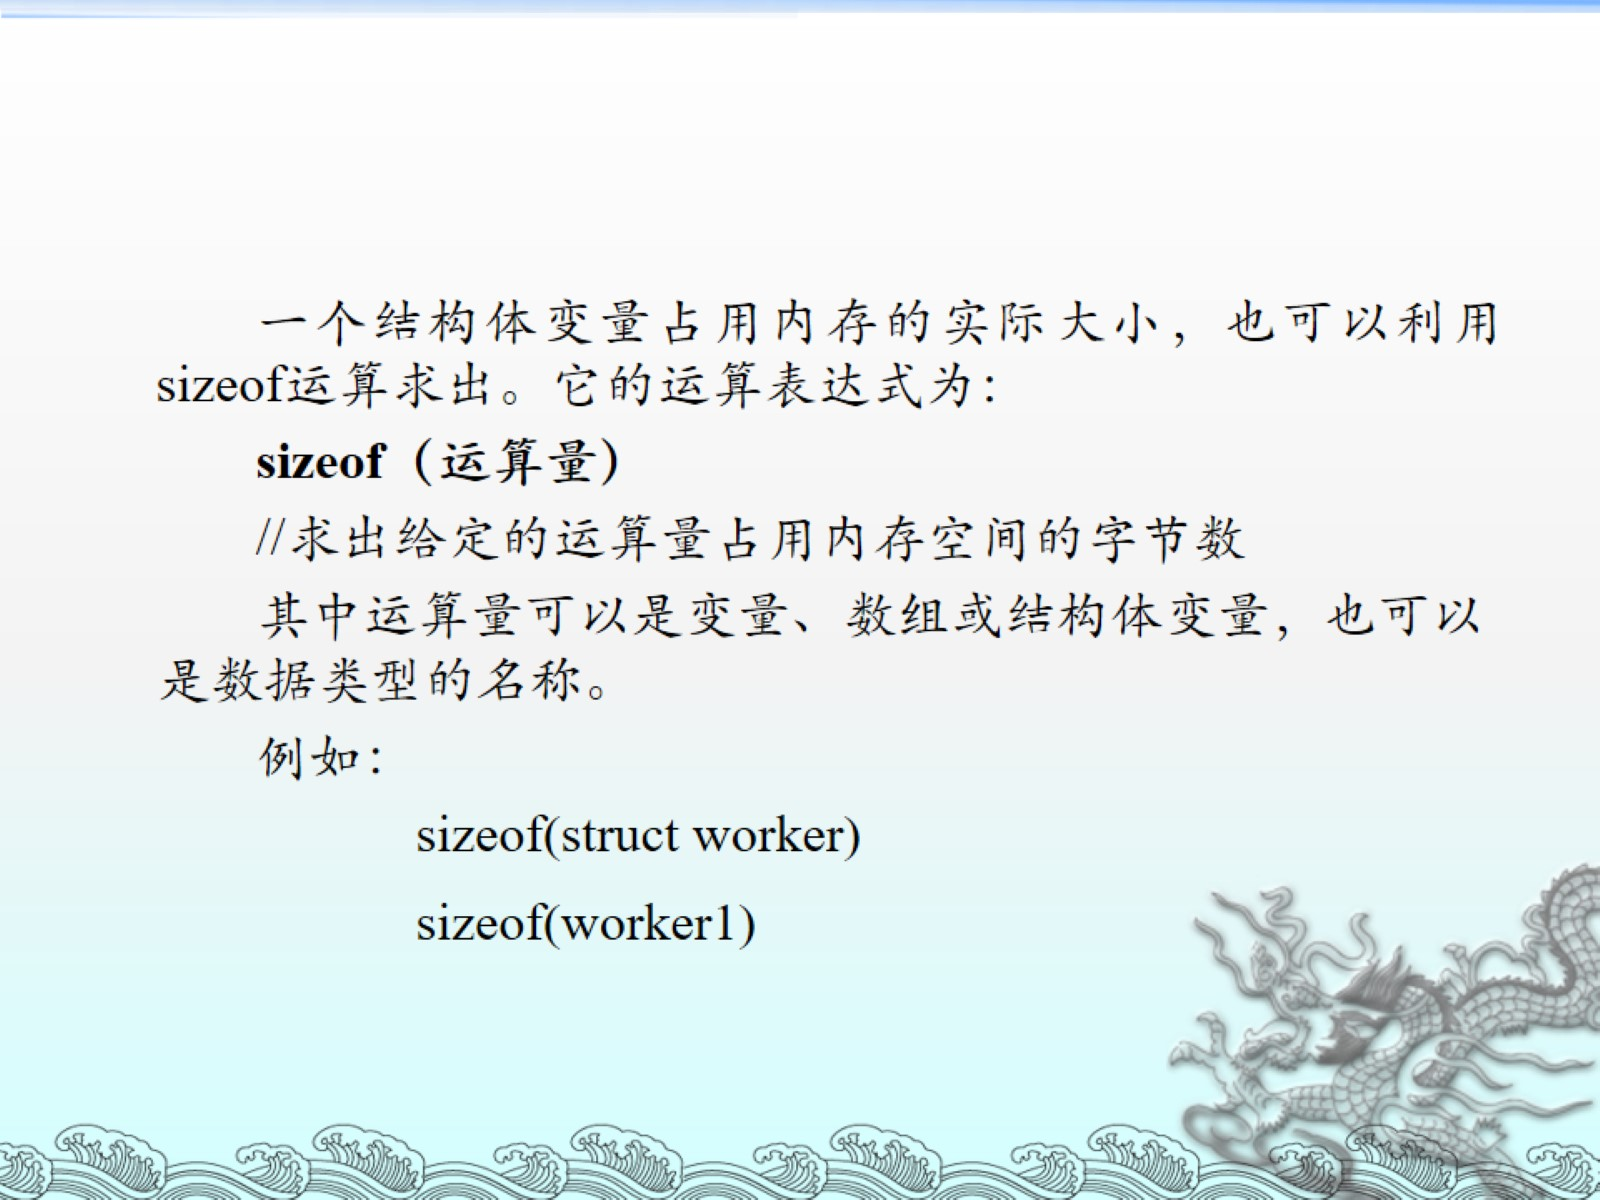 一个结构体变量占用内存的实际大小，也可以利用
sizeof运算求出。它的运算表达式为：
sizeof（运算量）
//求出给定的运算量占用内存空间的字节数
其中运算量可以是变量、数组或结构体变量，也可以
是数据类型的名称。
例如：
sizeof(struct worker)
sizeof(worker1)